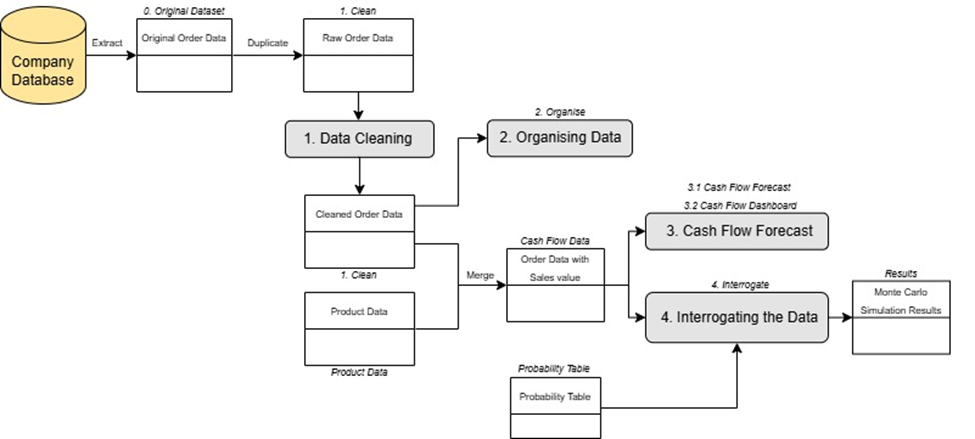 0. Original Dataset
1. Clean
Company
Database
Extract
Original Order Data
Duplicate
Raw Order Data
1. Data Cleaning
2. Organise
2. Organising Data
Cleaned Order Data
1. Clean
Product Data
Product Data
Merge
Cash Flow Data
Order Data with
Sales value
3.1 Cash Flow Forecast
3.2 Cash Flow Dashboard
3. Cash Flow Forecast
4. Interrogate
4. Interrogating the Data
Results
Monte Carlo
Simulation Results
Probability Table
Probability Table